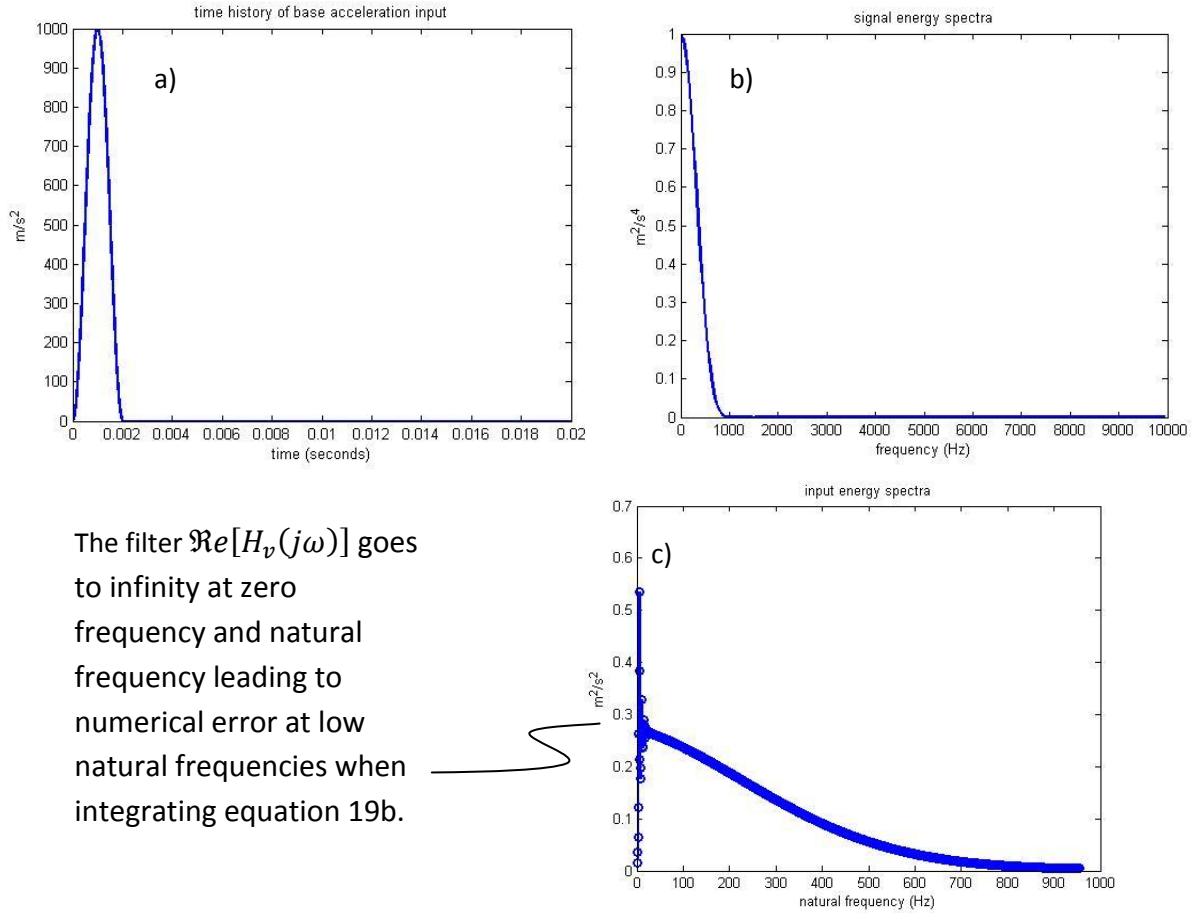 time history of base acceleration input
1000
900
800
700
600
500
400
300
200
100
0
m/s²
a)
0 0.002 0.004 0.006 0.008 0.01 0.012 0.014 0.016 0.018 0.02
time (seconds)
signal energy spectra
1
0.9
0.8
0.7
0.6
0.5
0.4
0.3
0.2
0.1
0
m²/s⁴
b)
0 1000 2000 3000 4000 5000 6000 7000 8000 9000 10000
frequency (Hz)
The filter ℜe[Hᵥ(jω)] goes
to infinity at zero
frequency and natural
frequency leading to
numerical error at low
natural frequencies when
integrating equation 19b.
input energy spectra
0.7
0.6
0.5
0.4
0.3
0.2
0.1
0
m²/s²
c)
0 100 200 300 400 500 600 700 800 900 1000
natural frequency (Hz)